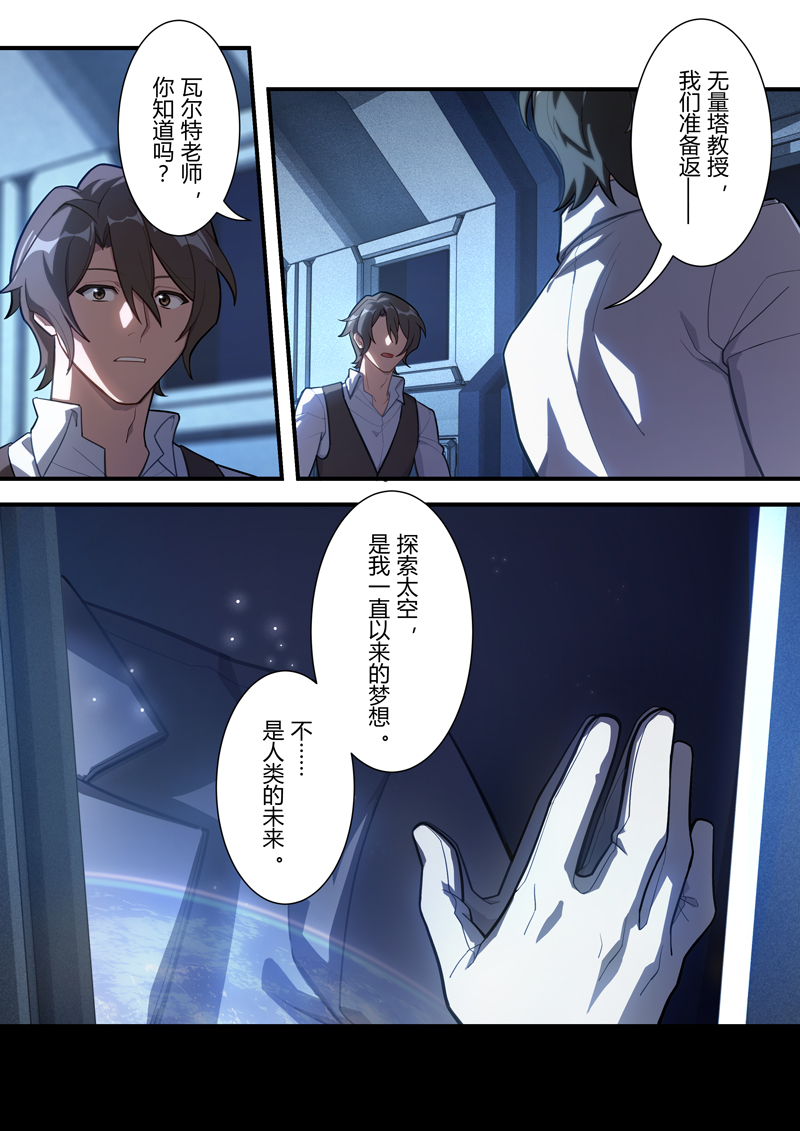 无量塔教授，
我们准备返——
瓦尔特老师，
你知道吗？
探索太空，
是我一直以来的梦想。
不……
是人类的未来。